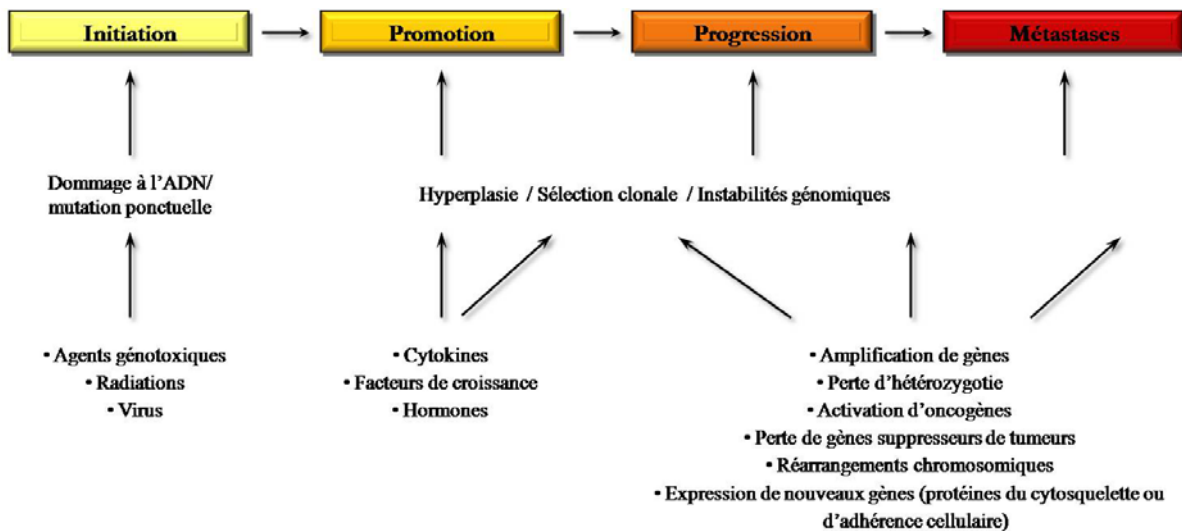 Initiation
Promotion
Progression
Métastases
Dommage à l'ADN/
mutation ponctuelle
Hyperplasie / Sélection clonale / Instabilités génomiques
• Agents génotoxiques
• Radiations
• Virus
• Cytokines
• Facteurs de croissance
• Hormones
• Amplification de gènes
• Perte d'hétérozygotie
• Activation d'oncogènes
• Perte de gènes suppresseurs de tumeurs
• Réarrangements chromosomiques
• Expression de nouveaux gènes (protéines du cytosquelette ou
d'adhérence cellulaire)